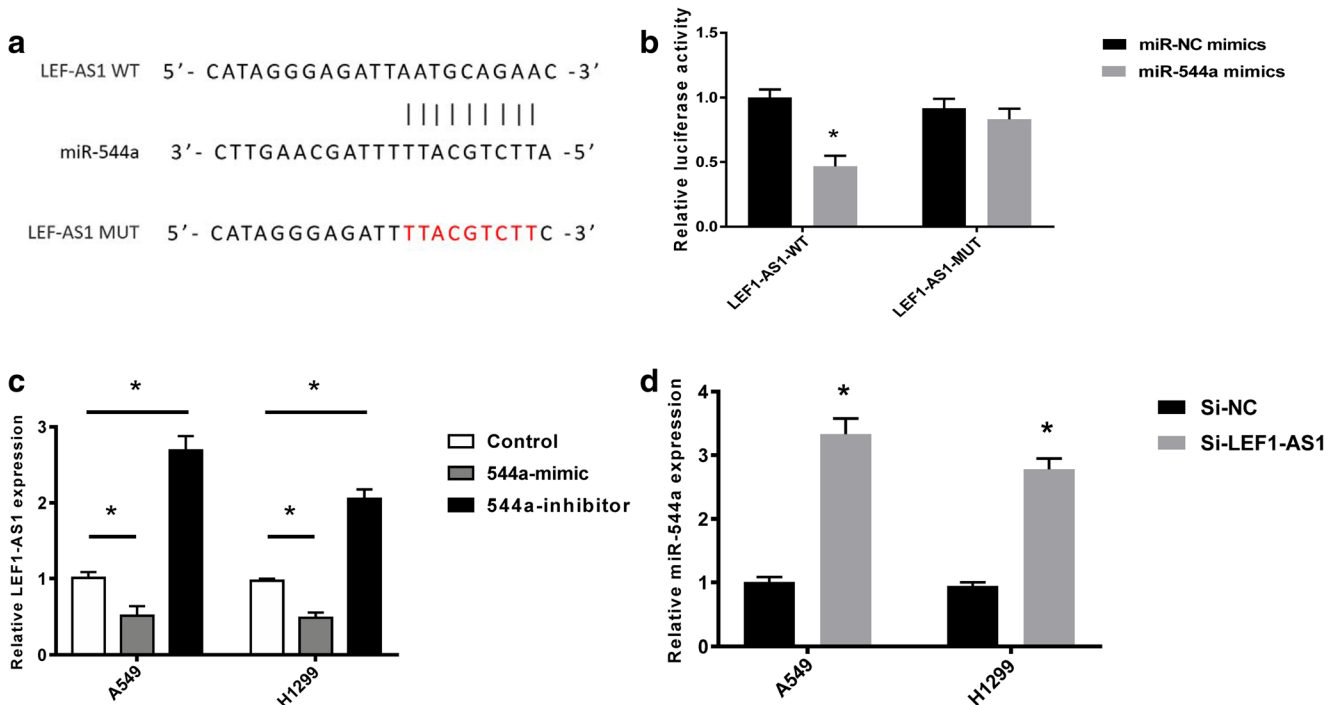 a
LEF-AS1 WT 5′- CATAGGGAGATTAATGCAGAAC -3′
miR-544a 3′- CTTGAACGATTTTTACGTCTTA -5′
LEF-AS1 MUT 5′- CATAGGGAGATTTTACGTCTTC -3′
b
Relative luciferase activity
1.5
1.0
0.5
0.0
*
LEF1-AS1-WT
LEF1-AS1-MUT
miR-NC mimics
miR-544a mimics
c
Relative LEF1-AS1 expression
3
2
1
0
*
*
*
*
A549
H1299
Control
544a-mimic
544a-inhibitor
d
Relative miR-544a expression
4
3
2
1
0
*
*
A549
H1299
Si-NC
Si-LEF1-AS1